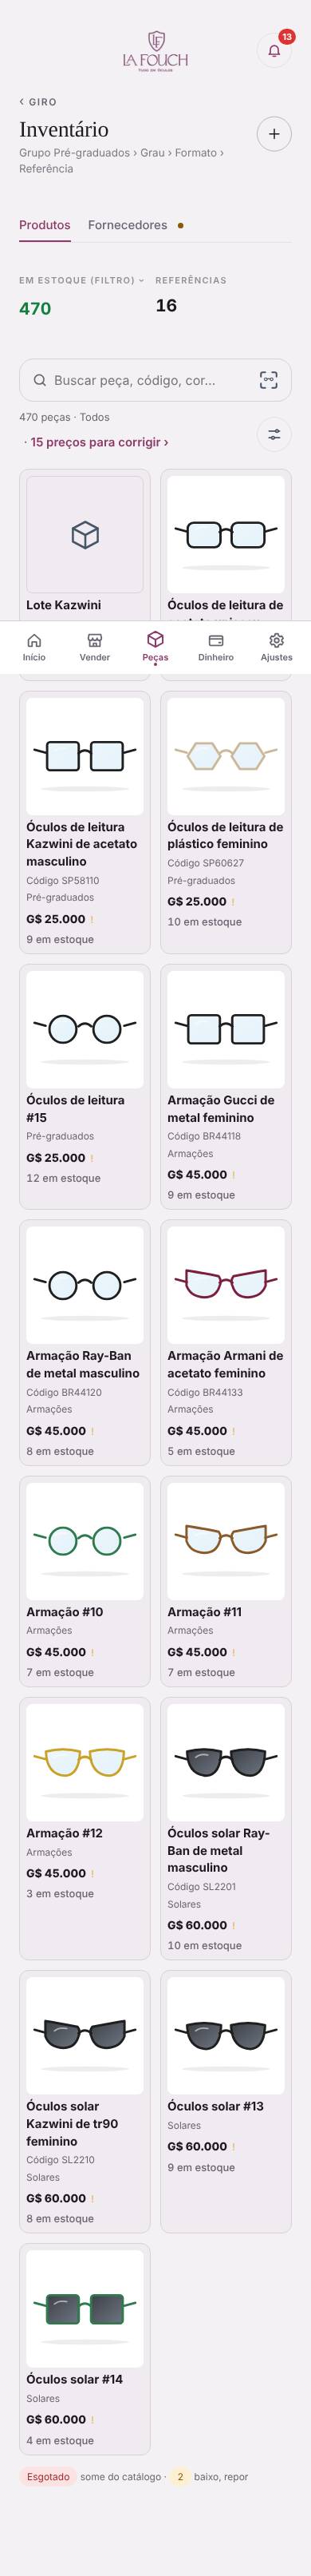 LA FOUCH
13
‹ GIRO
Inventário
Grupo Pré-graduados › Grau › Formato ›
Referência
Produtos
Fornecedores
EM ESTOQUE (FILTRO)
REFERÊNCIAS
470
16
Buscar peça, código, cor...
470 peças · Todos
· 15 preços para corrigir ›
Lote Kazwini
Óculos de leitura de
Início
Vender
Peças
Dinheiro
Ajustes
Óculos de leitura
Kazwini de acetato
masculino
Código SP58110
Pré-graduados
G$ 25.000 !
9 em estoque
Óculos de leitura de
plástico feminino
Código SP60627
Pré-graduados
G$ 25.000 !
10 em estoque
Óculos de leitura
#15
Pré-graduados
G$ 25.000 !
12 em estoque
Armação Gucci de
metal feminino
Código BR44118
Armações
G$ 45.000 !
9 em estoque
Armação Ray-Ban
de metal masculino
Código BR44120
Armações
G$ 45.000 !
8 em estoque
Armação Armani de
acetato feminino
Código BR44133
Armações
G$ 45.000 !
5 em estoque
Armação #10
Armações
G$ 45.000 !
7 em estoque
Armação #11
Armações
G$ 45.000 !
7 em estoque
Armação #12
Armações
G$ 45.000 !
3 em estoque
Óculos solar Ray-
Ban de metal
masculino
Código SL2201
Solares
G$ 60.000 !
10 em estoque
Óculos solar
Kazwini de tr90
feminino
Código SL2210
Solares
G$ 60.000 !
8 em estoque
Óculos solar #13
Solares
G$ 60.000 !
9 em estoque
Óculos solar #14
Solares
G$ 60.000 !
4 em estoque
Esgotado some do catálogo · 2 baixo, repor